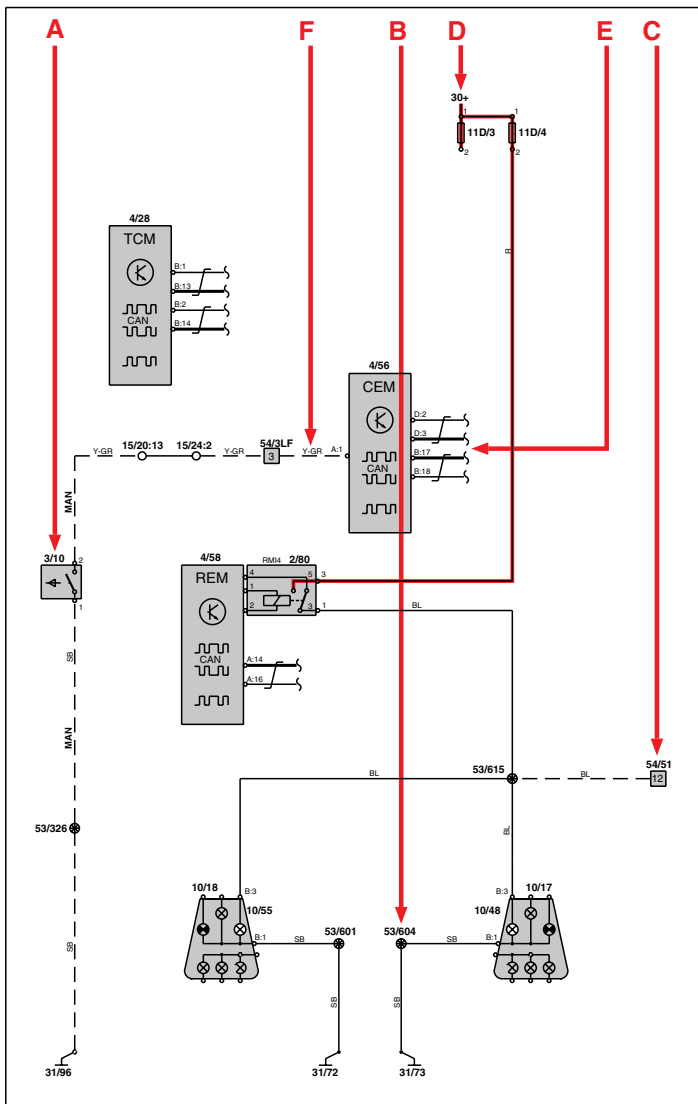 A F B D E C
30+
1 1
11D/3 11D/4
2 2
R
4/28
TCM
B:1
B:13
B:2
CAN
B:14
4/56
CEM
D:2
D:3
B:17
CAN
B:18
A:1
Y-GR 15/20:13 15/24:2 Y-GR 54/3LF Y-GR
3
MAN
3/10
2
1
SB
MAN
4/58
REM
RMI4 2/80
4 5 3
1
2 3 1
BL
CAN
A:14
A:16
53/615
BL
BL
54/51
12
BL
53/326
SB
10/18
B:3
10/55
B:1
SB
53/601
SB
31/72
53/604
SB
10/48
B:3
10/17
B:1
SB
31/73
31/96